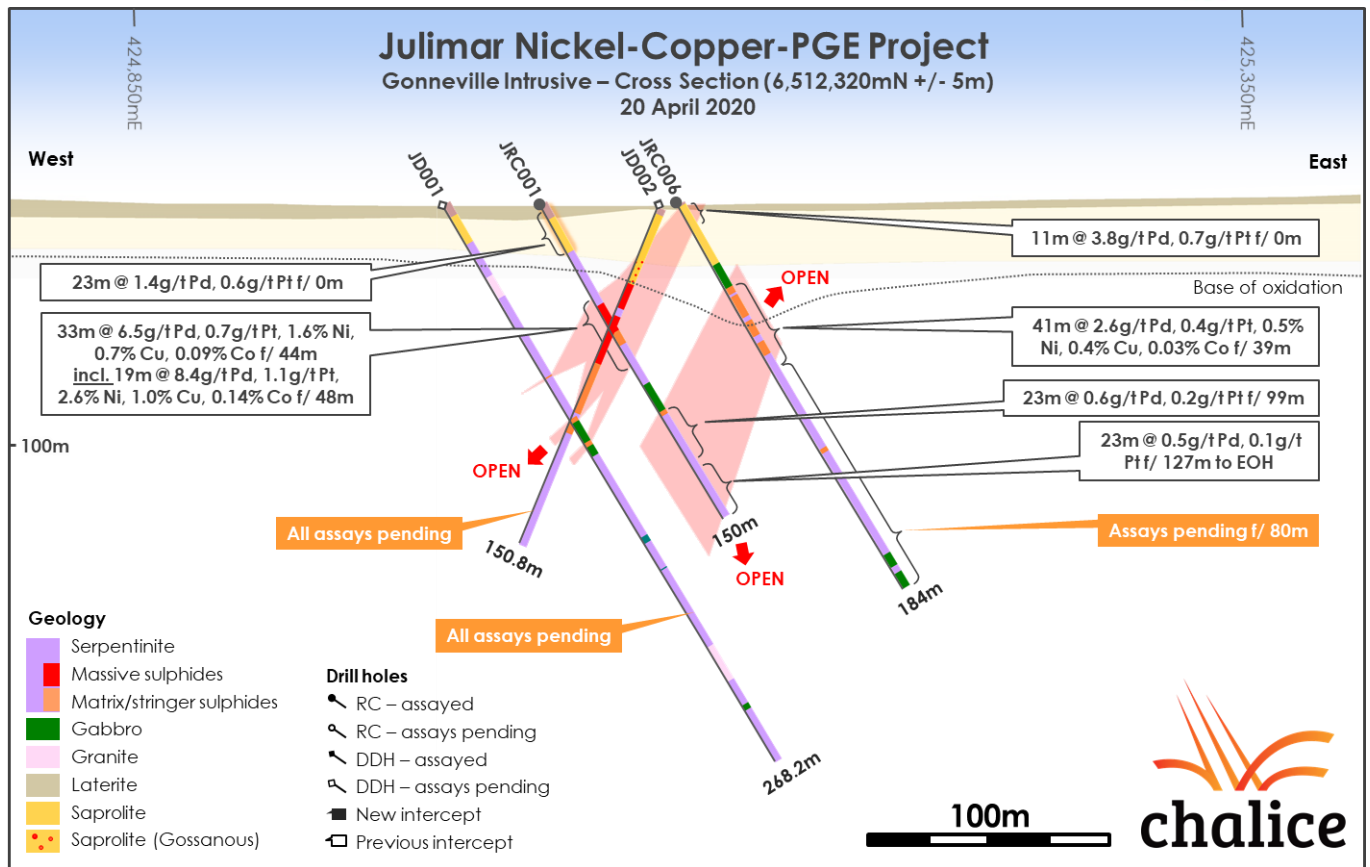 Julimar Nickel-Copper-PGE Project
Gonneville Intrusive – Cross Section (6,512,320mN +/- 5m)
20 April 2020
424,850mE
425,350mE
West
East
JD001
JRC001
JD002
JRC006
11m @ 3.8g/t Pd, 0.7g/t Pt f/ 0m
23m @ 1.4g/t Pd, 0.6g/t Pt f/ 0m
OPEN
Base of oxidation
33m @ 6.5g/t Pd, 0.7g/t Pt, 1.6% Ni,
0.7% Cu, 0.09% Co f/ 44m
incl. 19m @ 8.4g/t Pd, 1.1g/t Pt,
2.6% Ni, 1.0% Cu, 0.14% Co f/ 48m
41m @ 2.6g/t Pd, 0.4g/t Pt, 0.5%
Ni, 0.4% Cu, 0.03% Co f/ 39m
23m @ 0.6g/t Pd, 0.2g/t Pt f/ 99m
100m
23m @ 0.5g/t Pd, 0.1g/t
Pt f/ 127m to EOH
OPEN
All assays pending
150.8m
150m
OPEN
Assays pending f/ 80m
184m
All assays pending
268.2m
Geology
Serpentinite
Massive sulphides
Matrix/stringer sulphides
Gabbro
Granite
Laterite
Saprolite
Saprolite (Gossanous)
Drill holes
RC – assayed
RC – assays pending
DDH – assayed
DDH – assays pending
New intercept
Previous intercept
100m
chalice